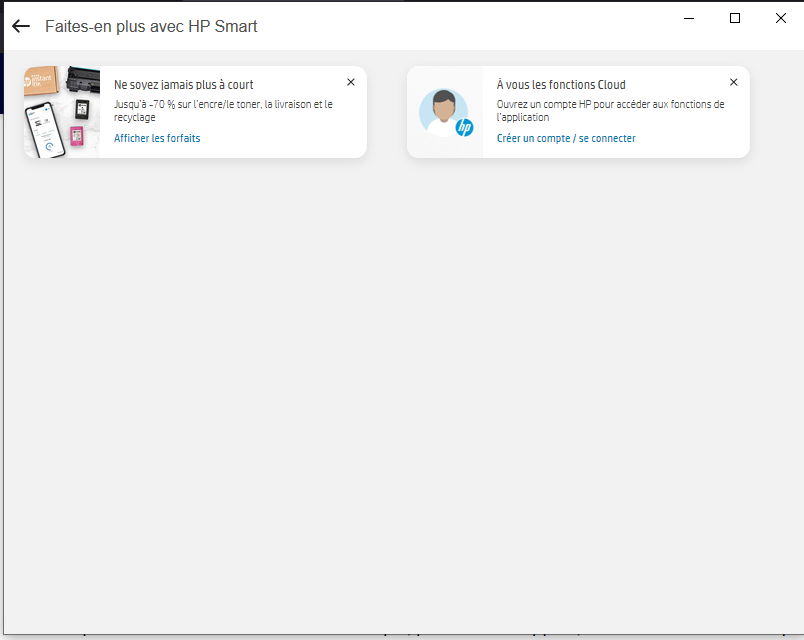 Faites-en plus avec HP Smart
instant
ink
Ne soyez jamais plus à court
Jusqu'à -70 % sur l'encre/le toner, la livraison et le
recyclage
Afficher les forfaits
hp
À vous les fonctions Cloud
Ouvrez un compte HP pour accéder aux fonctions de
l'application
Créer un compte / se connecter